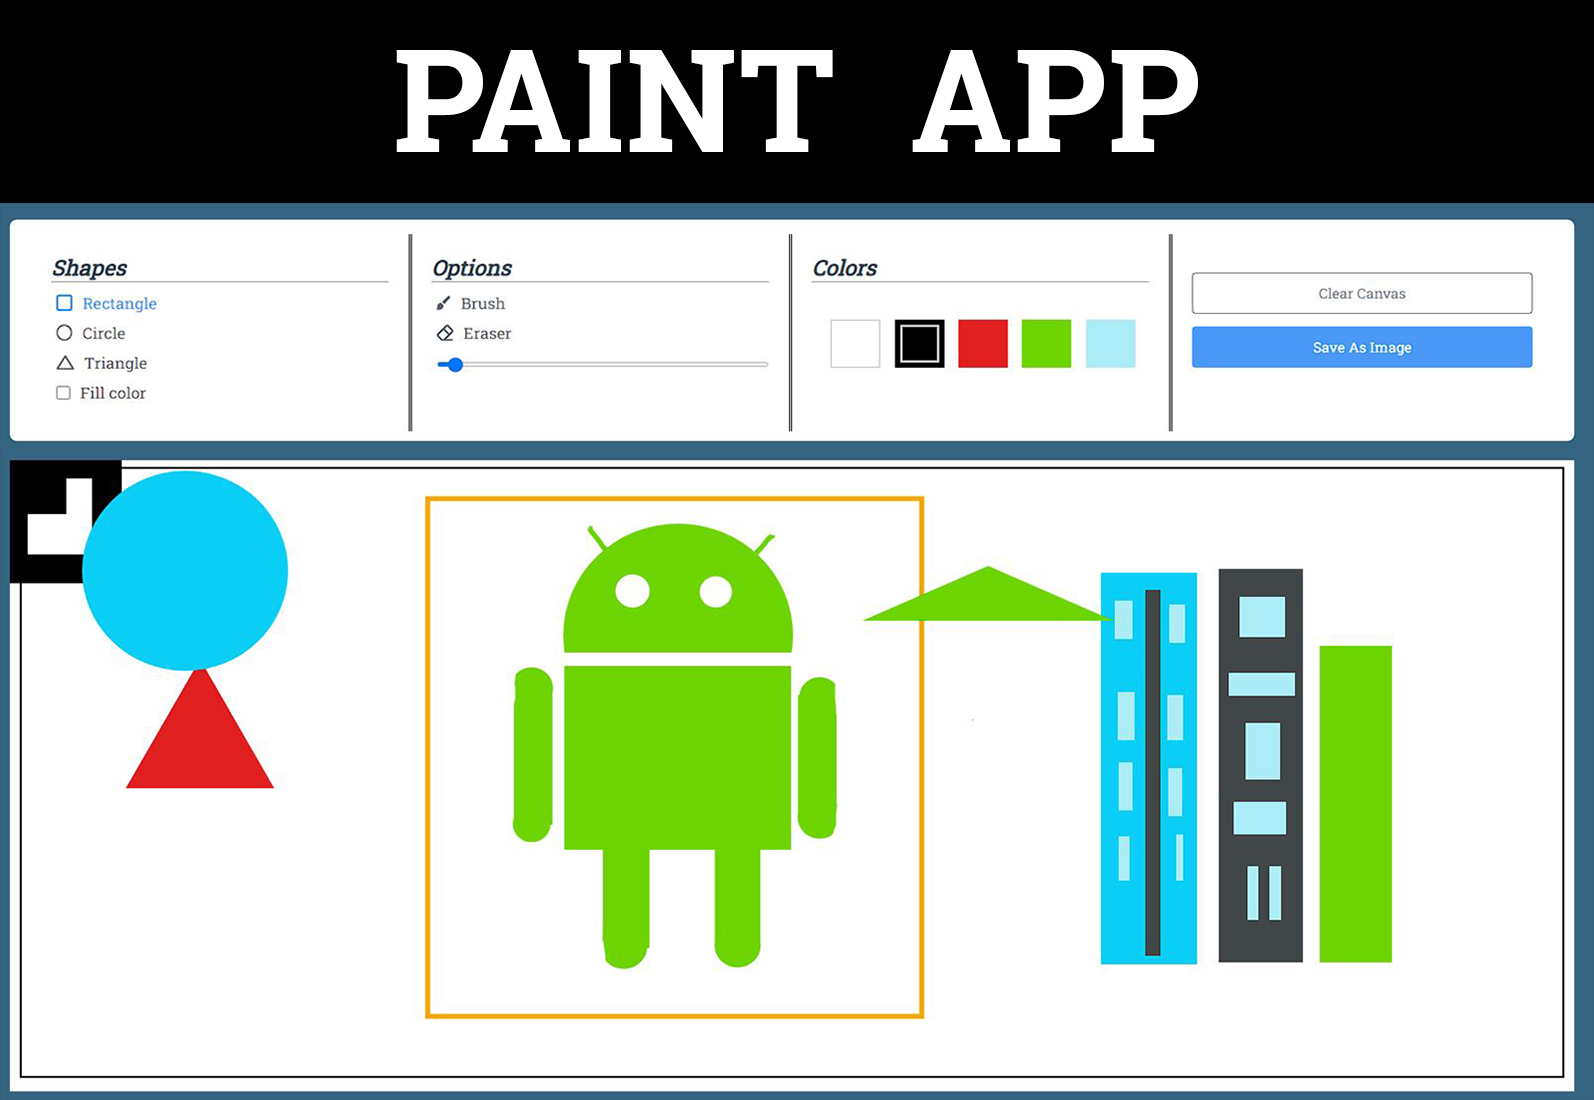 PAINT APP
Shapes
Rectangle
Circle
Triangle
Fill color
Options
Brush
Eraser
Colors
Clear Canvas
Save As Image